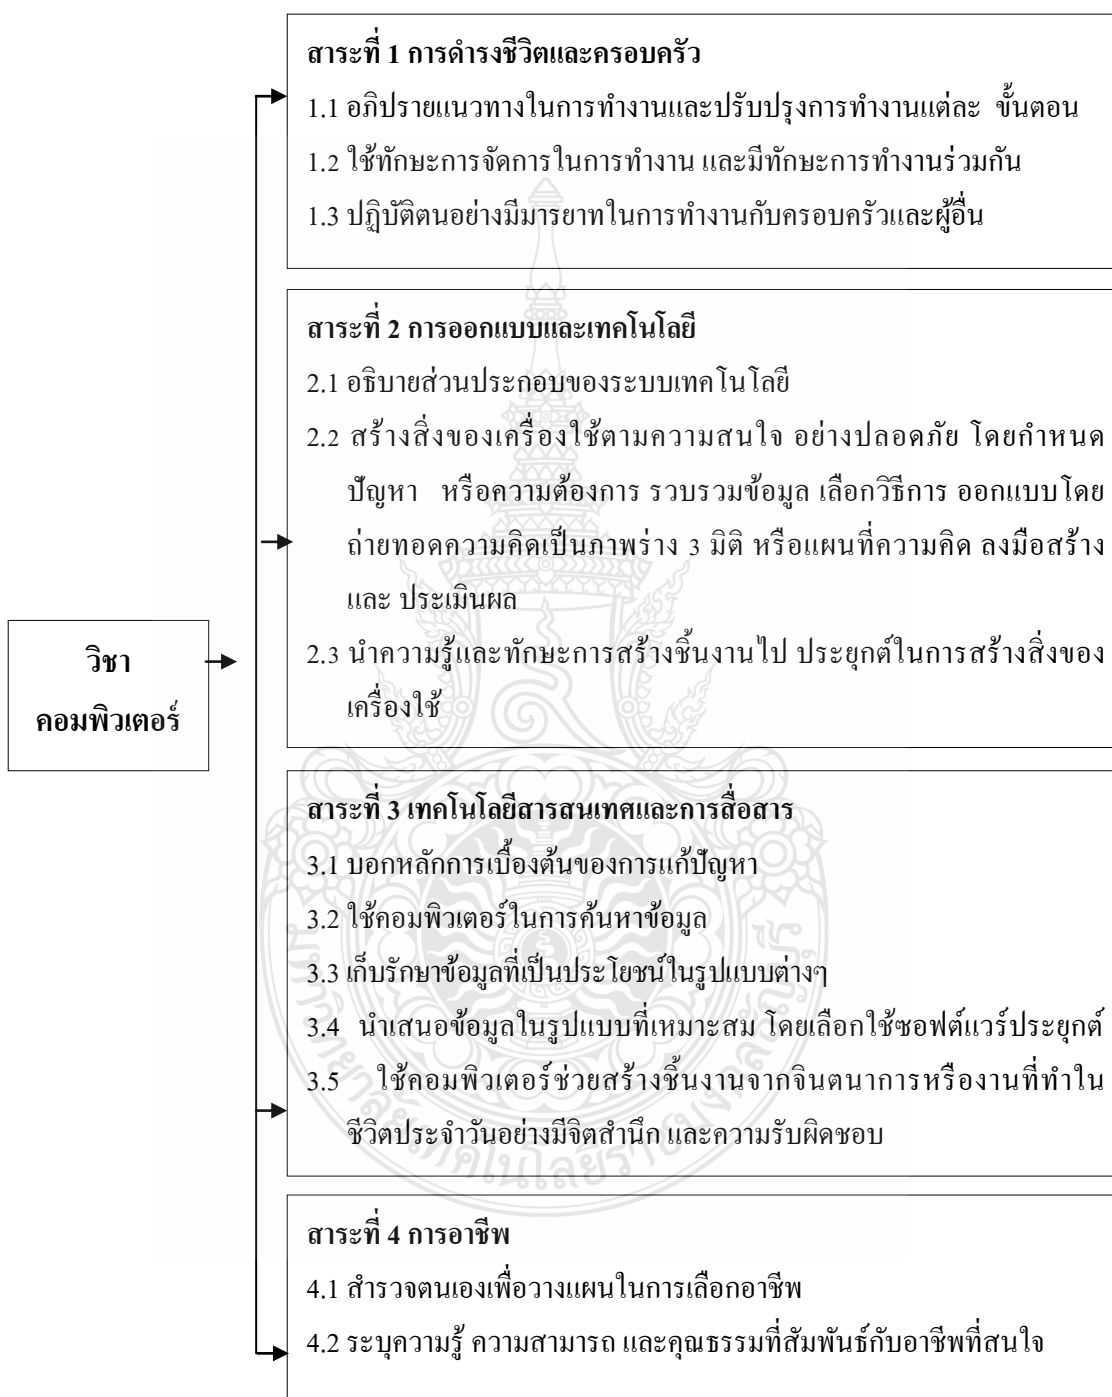 สาระที่ 1 การดำรงชีวิตและครอบครัว
1.1 อภิปรายแนวทางในการทำงานและปรับปรุงการทำงานแต่ละ ขั้นตอน
1.2 ใช้ทักษะการจัดการในการทำงาน และมีทักษะการทำงานร่วมกัน
1.3 ปฏิบัติตนอย่างมีมารยาทในการทำงานกับครอบครัวและผู้อื่น
สาระที่ 2 การออกแบบและเทคโนโลยี
2.1 อธิบายส่วนประกอบของระบบเทคโนโลยี
2.2 สร้างสิ่งของเครื่องใช้ตามความสนใจ อย่างปลอดภัย โดยกำหนด
ปัญหา หรือความต้องการ รวบรวมข้อมูล เลือกวิธีการ ออกแบบโดย
ถ่ายทอดความคิดเป็นภาพร่าง 3 มิติ หรือแผนที่ความคิด ลงมือสร้าง
และ ประเมินผล
2.3 นำความรู้และทักษะการสร้างชิ้นงานไป ประยุกต์ในการสร้างสิ่งของ
เครื่องใช้
วิชา
คอมพิวเตอร์
สาระที่ 3 เทคโนโลยีสารสนเทศและการสื่อสาร
3.1 บอกหลักการเบื้องต้นของการแก้ปัญหา
3.2 ใช้คอมพิวเตอร์ในการค้นหาข้อมูล
3.3 เก็บรักษาข้อมูลที่เป็นประโยชน์ในรูปแบบต่างๆ
3.4 นำเสนอข้อมูลในรูปแบบที่เหมาะสม โดยเลือกใช้ซอฟต์แวร์ประยุกต์
3.5 ใช้คอมพิวเตอร์ช่วยสร้างชิ้นงานจากจินตนาการหรืองานที่ทำใน
ชีวิตประจำวันอย่างมีจิตสำนึก และความรับผิดชอบ
สาระที่ 4 การอาชีพ
4.1 สำรวจตนเองเพื่อวางแผนในการเลือกอาชีพ
4.2 ระบุความรู้ ความสามารถ และคุณธรรมที่สัมพันธ์กับอาชีพที่สนใจ
มหาวิทยาลัยเทคโนโลยีราชมงคลธัญบุรี